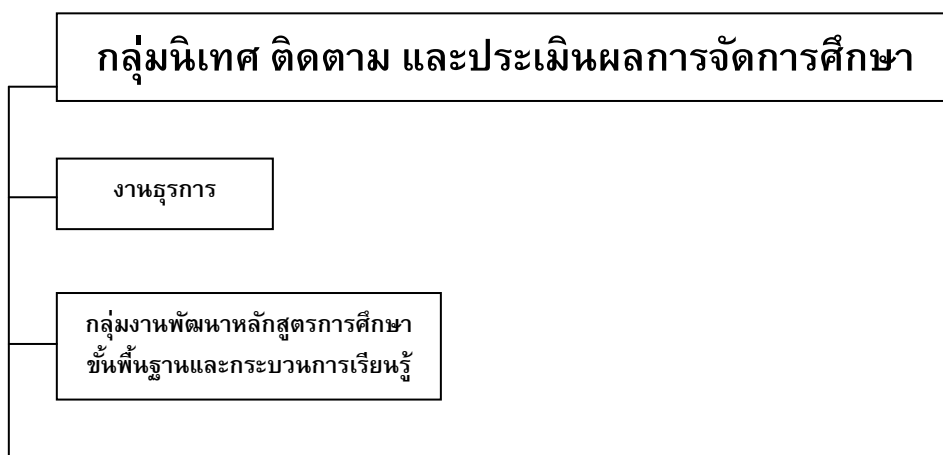 กลุ่มนิเทศ ติดตาม และประเมินผลการจัดการศึกษา
งานธุรการ
กลุ่มงานพัฒนาหลักสูตรการศึกษา
ขั้นพื้นฐานและกระบวนการเรียนรู้